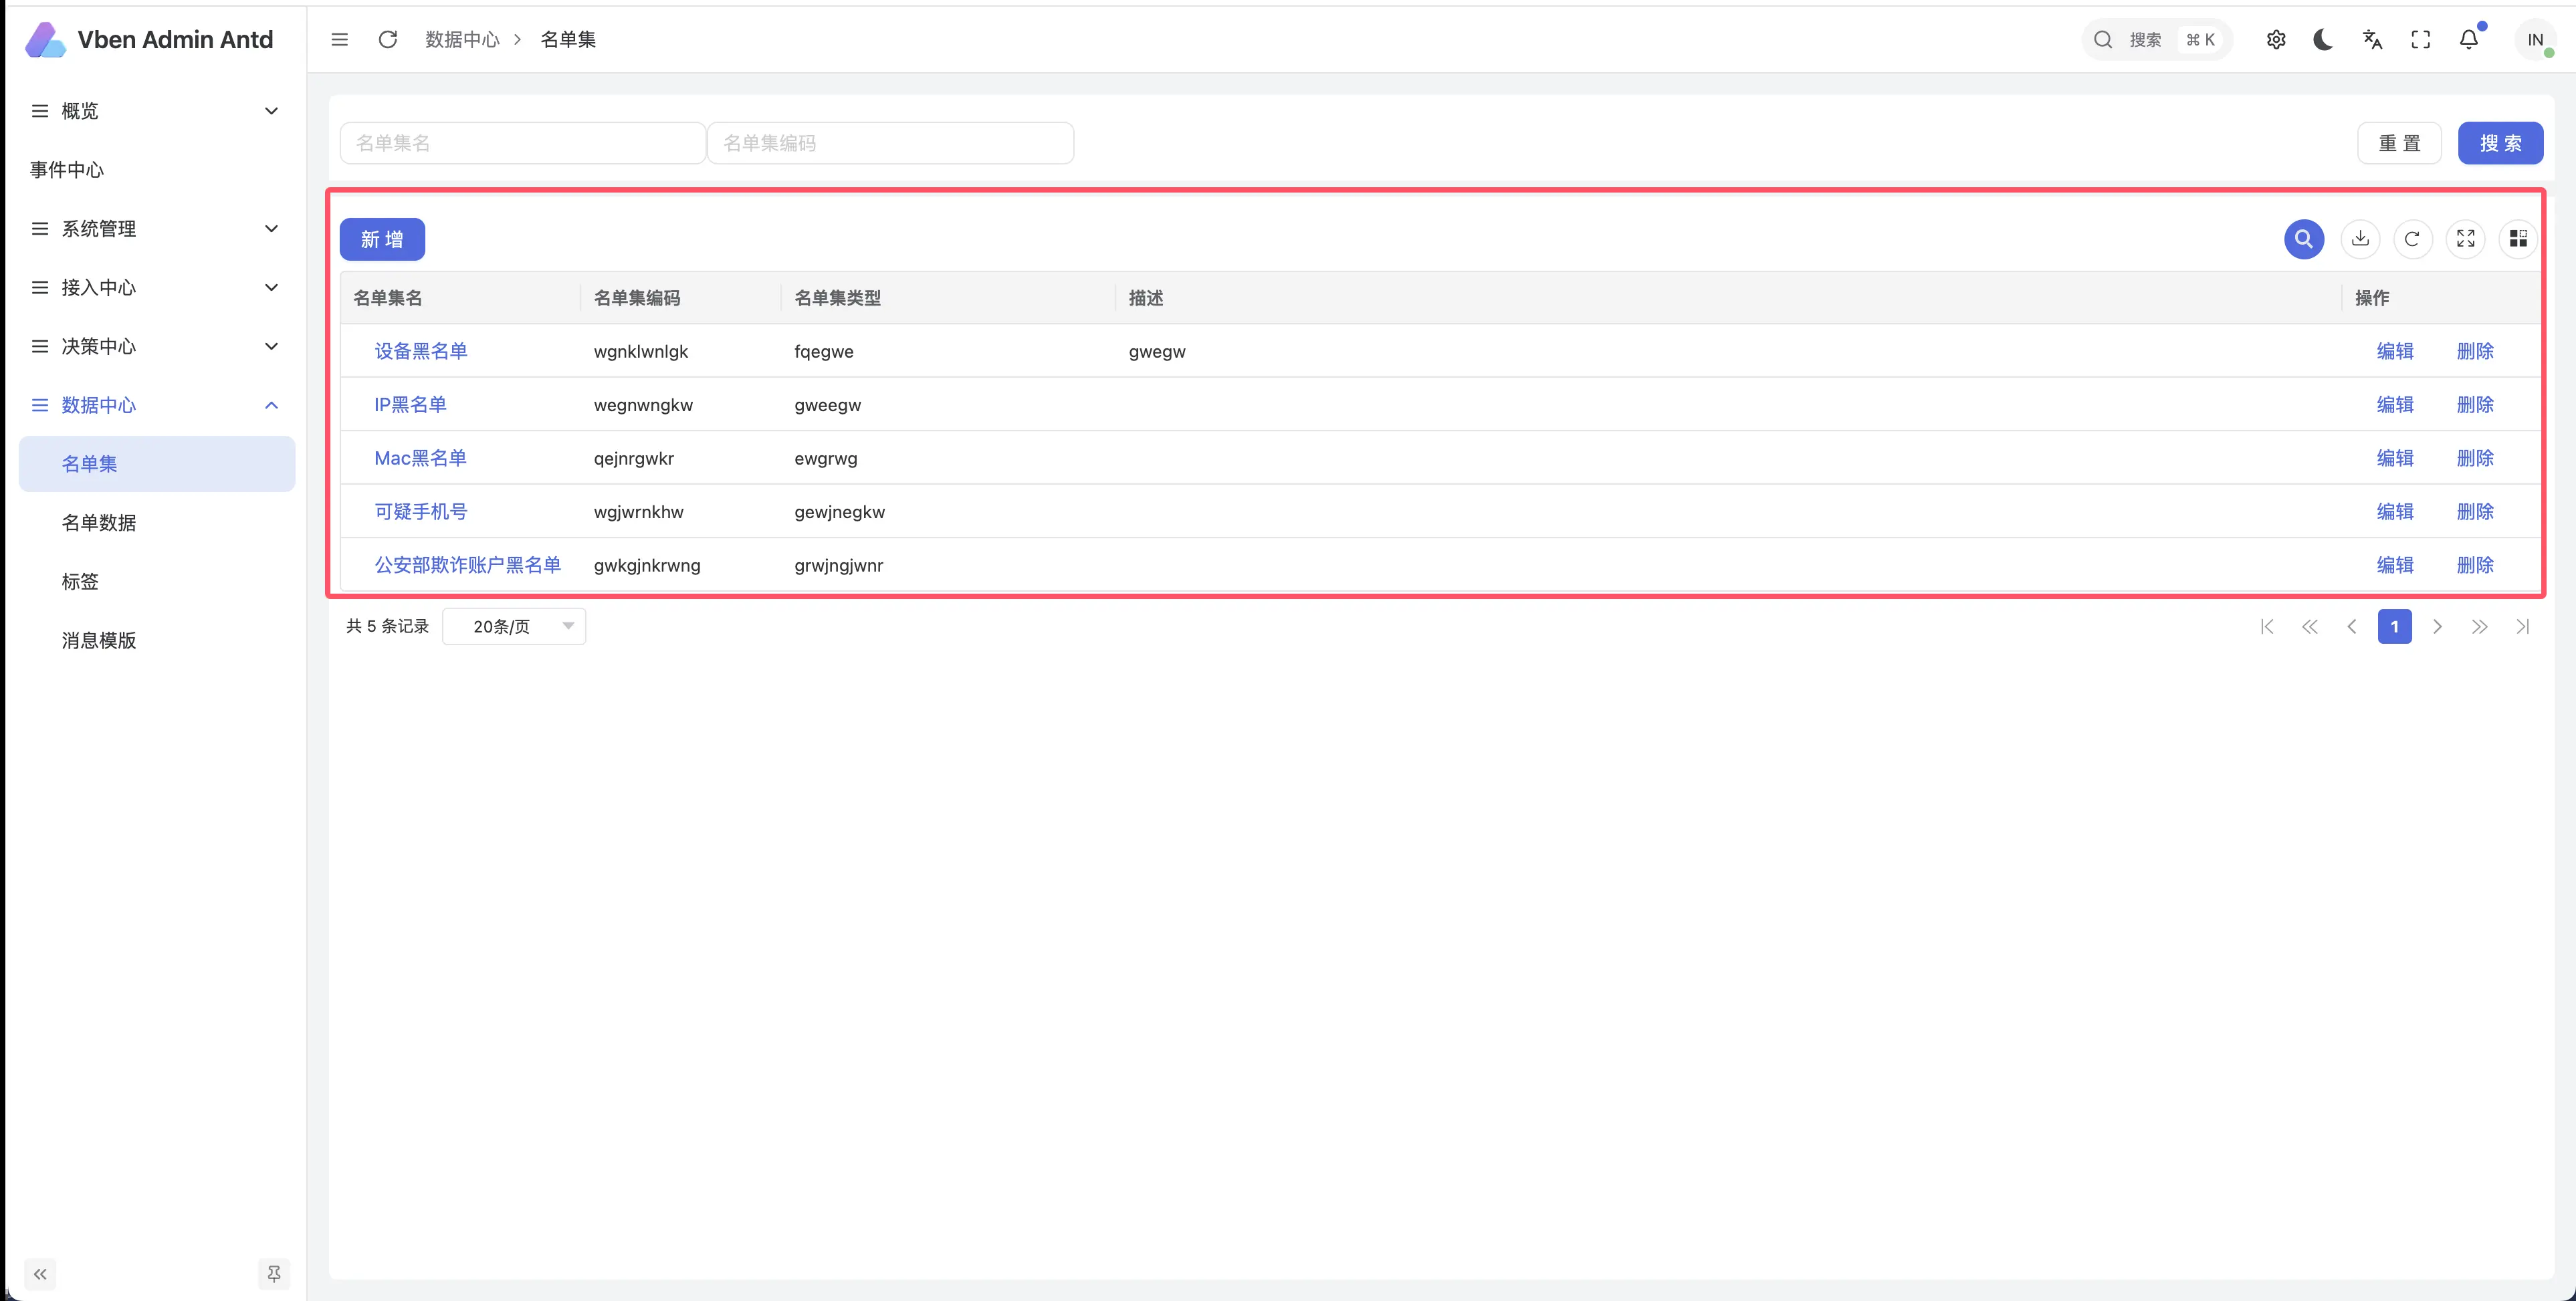 Vben Admin Antd
数据中心 > 名单集
搜索 ⌘ K
IN
概览
事件中心
系统管理
接入中心
决策中心
数据中心
名单集
名单数据
标签
消息模版
名单集名 名单集编码 重 置 搜 索
新 增
名单集名 名单集编码 名单集类型 描述 操作
设备黑名单 wgnklwnlgk fqegwe gwegw 编辑 删除
IP黑名单 wegnwngkw gweegw 编辑 删除
Mac黑名单 qejnrgwkr ewgrwg 编辑 删除
可疑手机号 wgjwrnkhw gewjnegkw 编辑 删除
公安部欺诈账户黑名单 gwkgjnkrwng grwjngjwnr 编辑 删除
共 5 条记录 20条/页 1